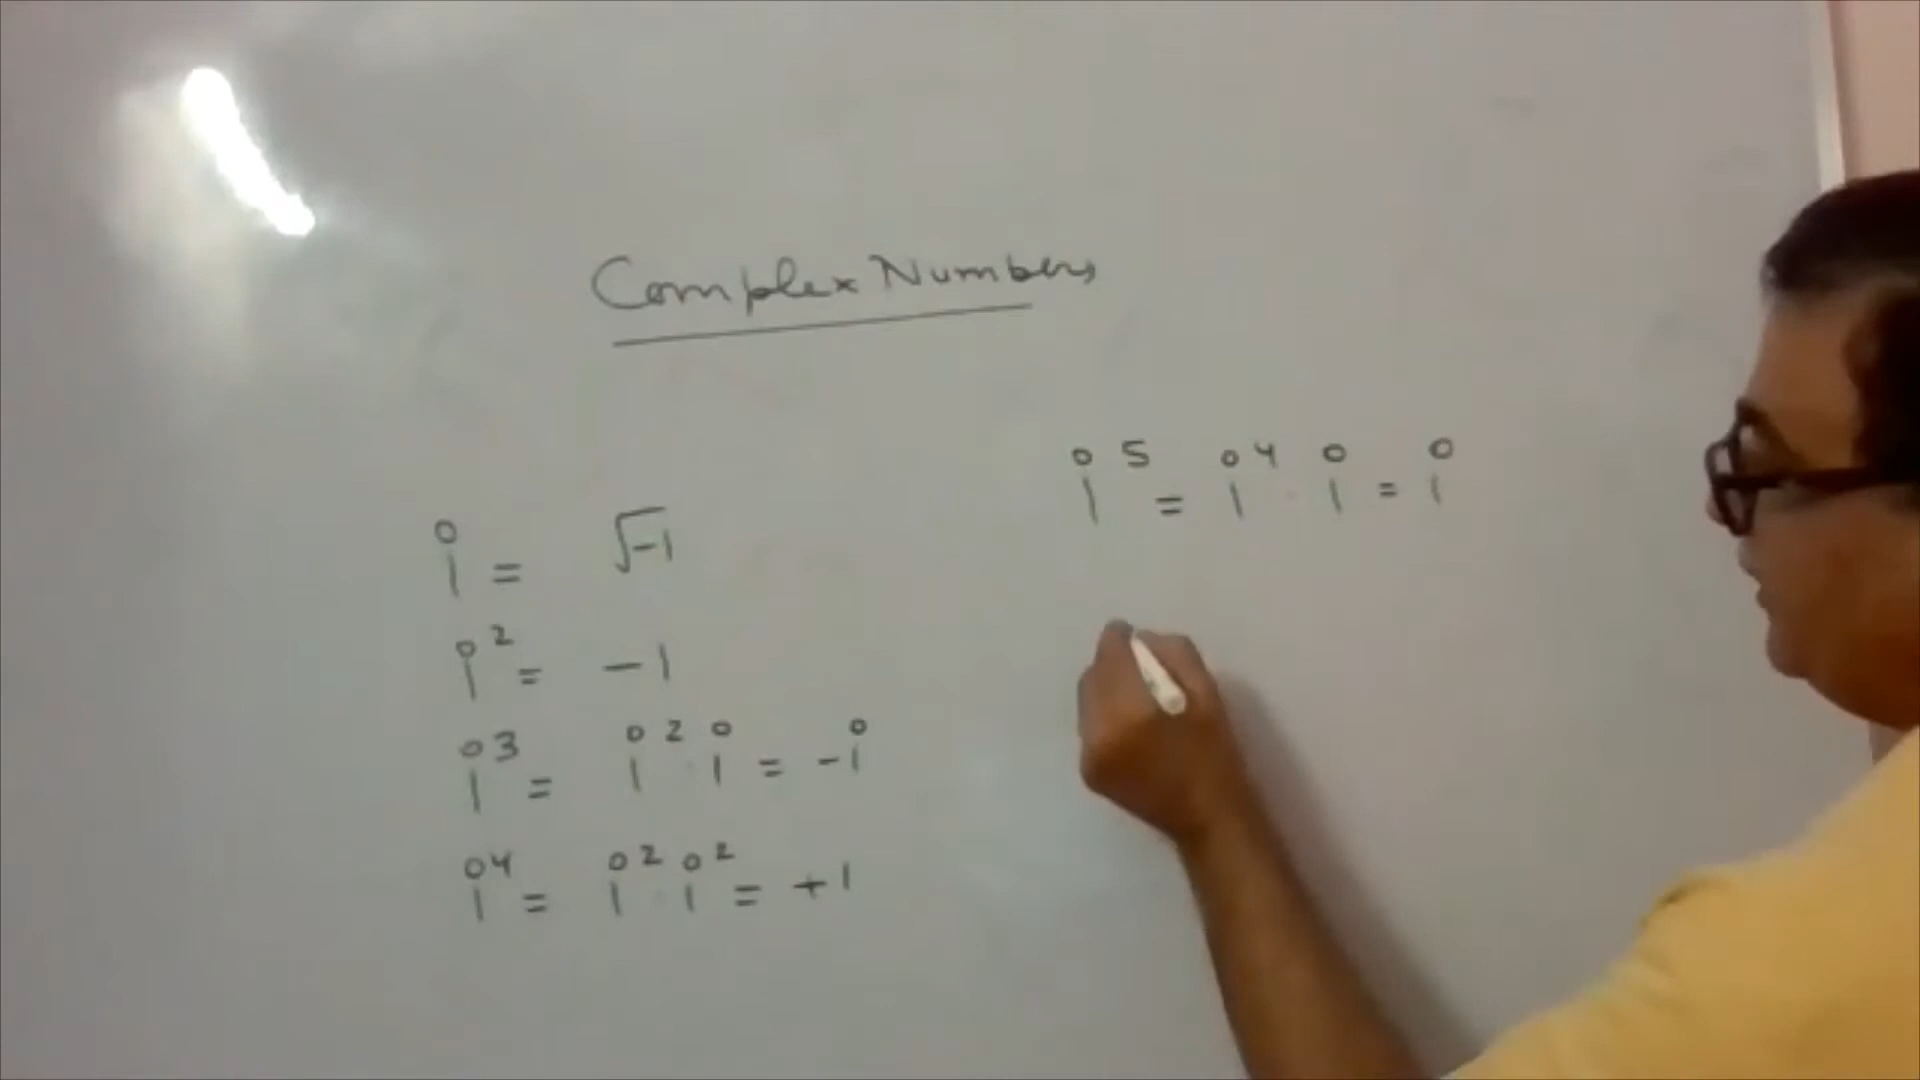 Complex Numbers
i = √-1
i² = -1
i³ = i² · i = -i
i⁴ = i² · i² = +1
i⁵ = i⁴ · i = i